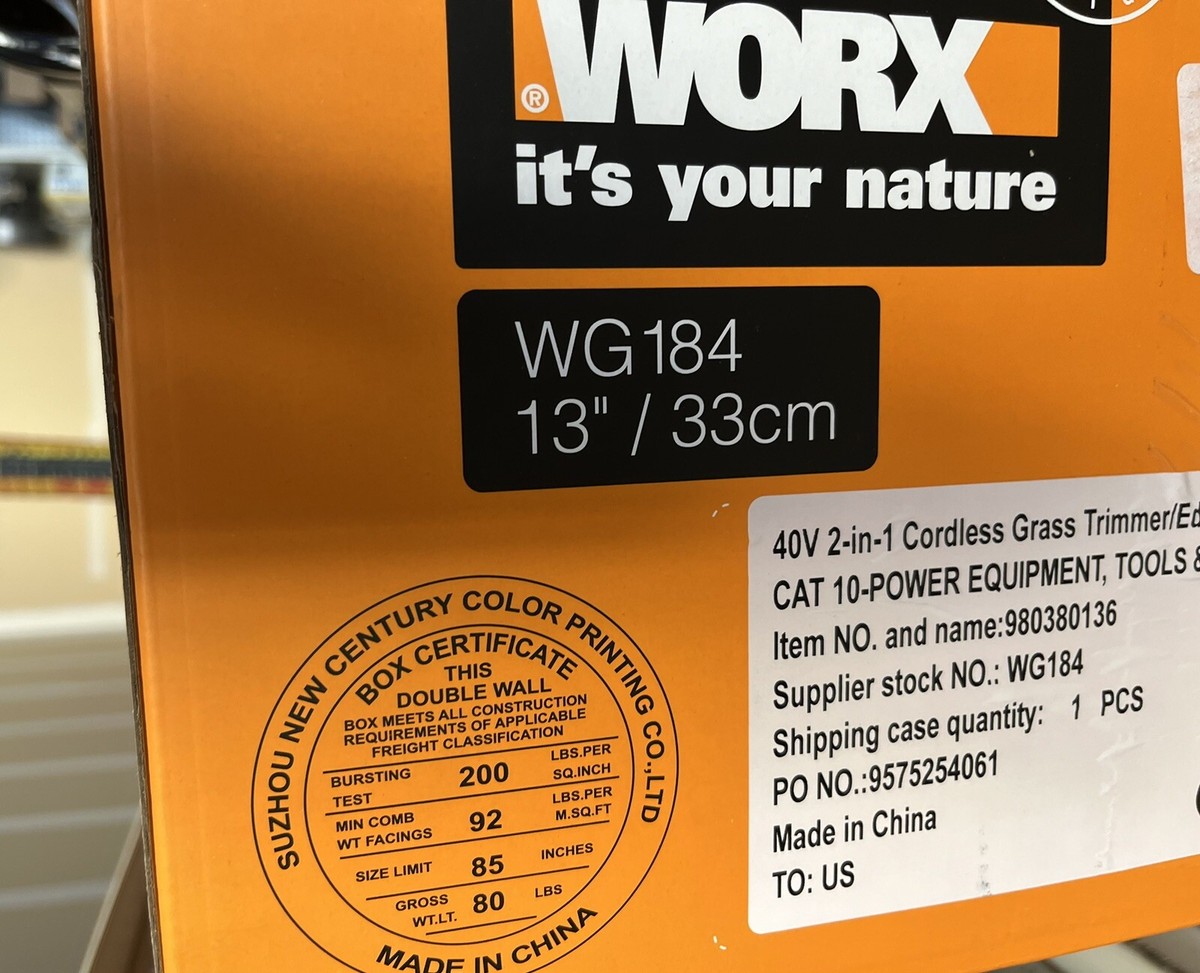 WORX
®
it's your nature
WG184
13" / 33cm
40V 2-in-1 Cordless Grass Trimmer/Ed
CAT 10-POWER EQUIPMENT, TOOLS &
Item NO. and name:980380136
Supplier stock NO.: WG184
Shipping case quantity: 1 PCS
PO NO.:9575254061
Made in China
TO: US
SUZHOU NEW CENTURY COLOR PRINTING CO.,LTD
BOX CERTIFICATE
THIS
DOUBLE WALL
BOX MEETS ALL CONSTRUCTION
REQUIREMENTS OF APPLICABLE
FREIGHT CLASSIFICATION
BURSTING TEST 200 LBS.PER SQ.INCH
MIN COMB WT FACINGS 92 LBS.PER M.SQ.FT
SIZE LIMIT 85 INCHES
GROSS WT.LT. 80 LBS
MADE IN CHINA